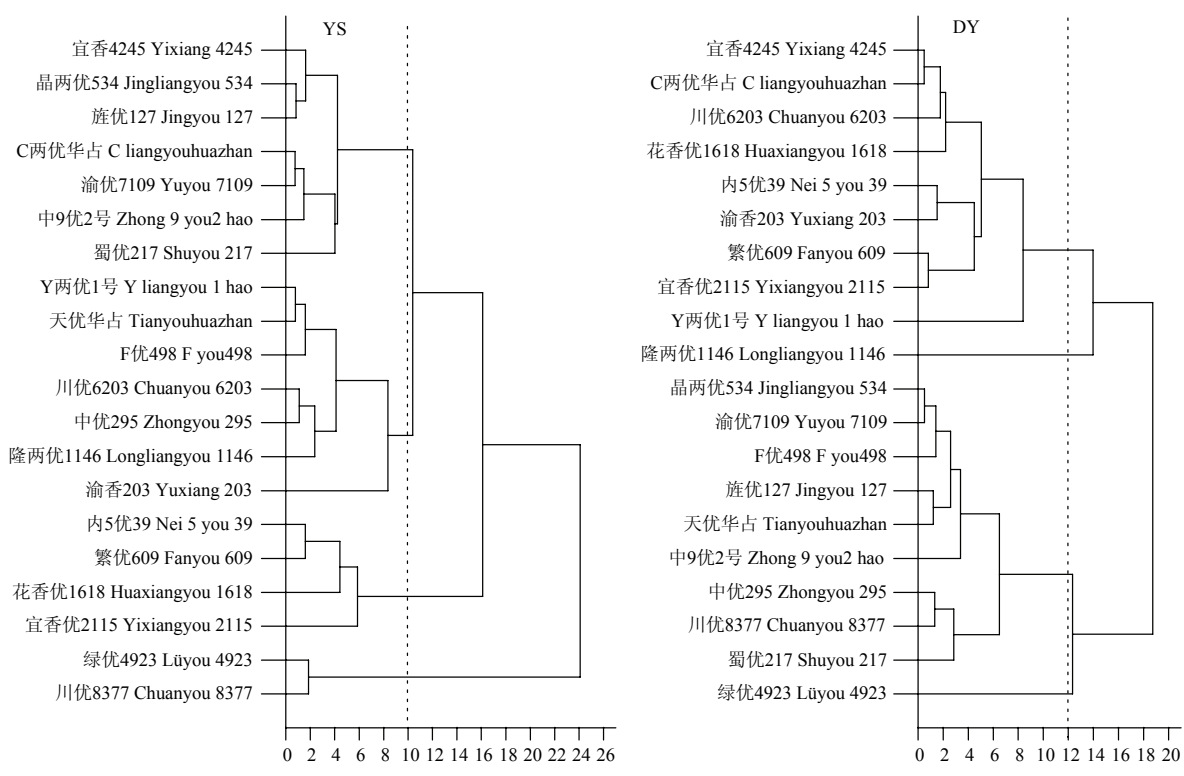 YS
宜香4245 Yixiang 4245
晶两优534 Jingliangyou 534
旌优127 Jingyou 127
C两优华占 C liangyouhuazhan
渝优7109 Yuyou 7109
中9优2号 Zhong 9 you2 hao
蜀优217 Shuyou 217
Y两优1号 Y liangyou 1 hao
天优华占 Tianyouhuazhan
F优498 F you498
川优6203 Chuanyou 6203
中优295 Zhongyou 295
隆两优1146 Longliangyou 1146
渝香203 Yuxiang 203
内5优39 Nei 5 you 39
繁优609 Fanyou 609
花香优1618 Huaxiangyou 1618
宜香优2115 Yixiangyou 2115
绿优4923 Lüyou 4923
川优8377 Chuanyou 8377
0 2 4 6 8 10 12 14 16 18 20 22 24 26
DY
宜香4245 Yixiang 4245
C两优华占 C liangyouhuazhan
川优6203 Chuanyou 6203
花香优1618 Huaxiangyou 1618
内5优39 Nei 5 you 39
渝香203 Yuxiang 203
繁优609 Fanyou 609
宜香优2115 Yixiangyou 2115
Y两优1号 Y liangyou 1 hao
隆两优1146 Longliangyou 1146
晶两优534 Jingliangyou 534
渝优7109 Yuyou 7109
F优498 F you498
旌优127 Jingyou 127
天优华占 Tianyouhuazhan
中9优2号 Zhong 9 you2 hao
中优295 Zhongyou 295
川优8377 Chuanyou 8377
蜀优217 Shuyou 217
绿优4923 Lüyou 4923
0 2 4 6 8 10 12 14 16 18 20